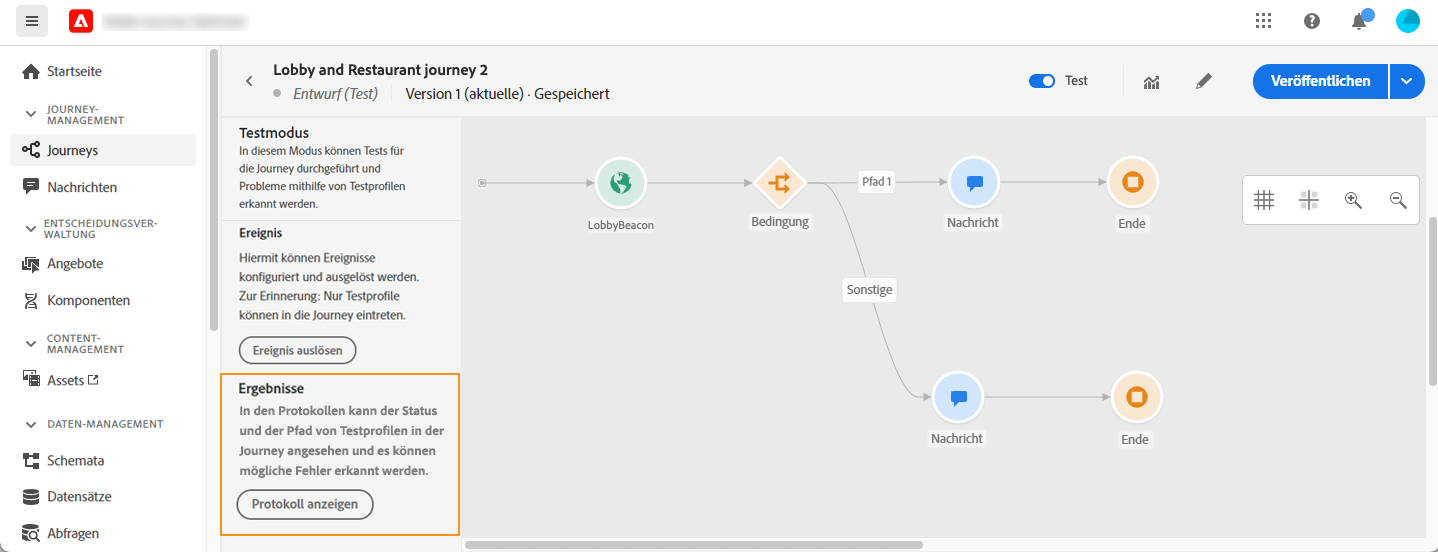 Startseite
JOURNEY-
MANAGEMENT
Journeys
Nachrichten
ENTSCHEIDUNGSVER-
WALTUNG
Angebote
Komponenten
CONTENT-
MANAGEMENT
Assets
DATEN-MANAGEMENT
Schemata
Datensätze
Abfragen
Lobby and Restaurant journey 2
Entwurf (Test)
Version 1 (aktuelle) · Gespeichert
Test
Veröffentlichen
Testmodus
In diesem Modus können Tests für
die Journey durchgeführt und
Probleme mithilfe von Testprofilen
erkannt werden.
Ereignis
Hiermit können Ereignisse
konfiguriert und ausgelöst werden.
Zur Erinnerung: Nur Testprofile
können in die Journey eintreten.
Ereignis auslösen
Ergebnisse
In den Protokollen kann der Status
und der Pfad von Testprofilen in der
Journey angesehen und es können
mögliche Fehler erkannt werden.
Protokoll anzeigen
LobbyBeacon
Bedingung
Pfad 1
Nachricht
Ende
Sonstige
Nachricht
Ende